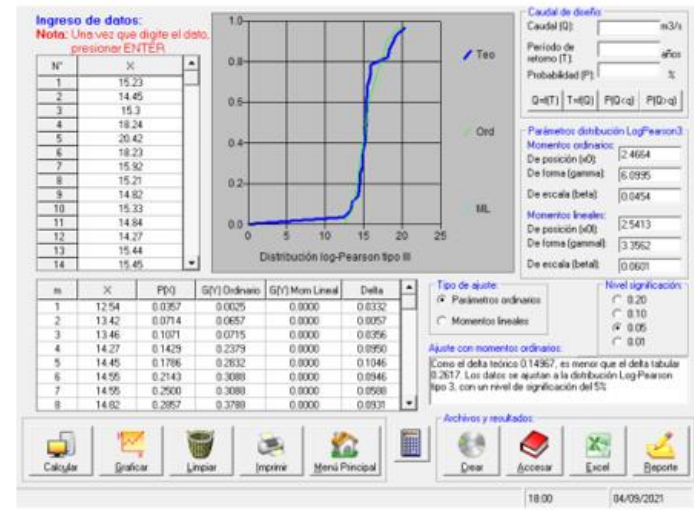 Ingreso de datos:
Nota: Una vez que digite el dato,
presionar ENTER
N° X
1 15.23
2 14.45
3 15.3
4 18.24
5 20.42
6 18.23
7 15.92
8 15.21
9 14.82
10 15.33
11 14.84
12 14.27
13 15.44
14 15.45
1.0
0.8
0.6
0.4
0.2
0.0
0 5 10 15 20 25
Distribución log-Pearson tipo III
Teo
Ord
ML
Caudal de diseño:
Caudal (Q): m3/s
Período de
retorno (T): años
Probabilidad (P): %
Q=f(T) T=f(Q) P(Q<q) P(Q>q)
Parámetros distribución LogPearson3:
Momentos ordinarios:
De posición (x0): 2.4664
De forma (gamma): 6.0995
De escala (beta): 0.0454
Momentos lineales:
De posición (x0): 2.5413
De forma (gamma): 3.3562
De escala (beta): 0.0601
m X P(X) G(Y) Ordinario G(Y) Mom Lineal Delta
1 12.54 0.0357 0.0025 0.0000 0.0332
2 13.42 0.0714 0.0657 0.0000 0.0057
3 13.46 0.1071 0.0715 0.0000 0.0356
4 14.27 0.1429 0.2379 0.0000 0.0950
5 14.45 0.1786 0.2832 0.0000 0.1046
6 14.55 0.2143 0.3088 0.0000 0.0946
7 14.55 0.2500 0.3088 0.0000 0.0588
8 14.82 0.2857 0.3788 0.0000 0.0931
Tipo de ajuste:
Parámetros ordinarios
Momentos lineales
Nivel significación:
0.20
0.10
0.05
0.01
Ajuste con momentos ordinarios:
Como el delta teórico 0.14967, es menor que el delta tabular
0.2617. Los datos se ajustan a la distribución Log-Pearson
tipo 3, con un nivel de significación del 5%
Calcular Graficar Limpiar Imprimir Menú Principal
Archivos y resultados:
Crear Accesar Excel Reporte
18:00 04/09/2021